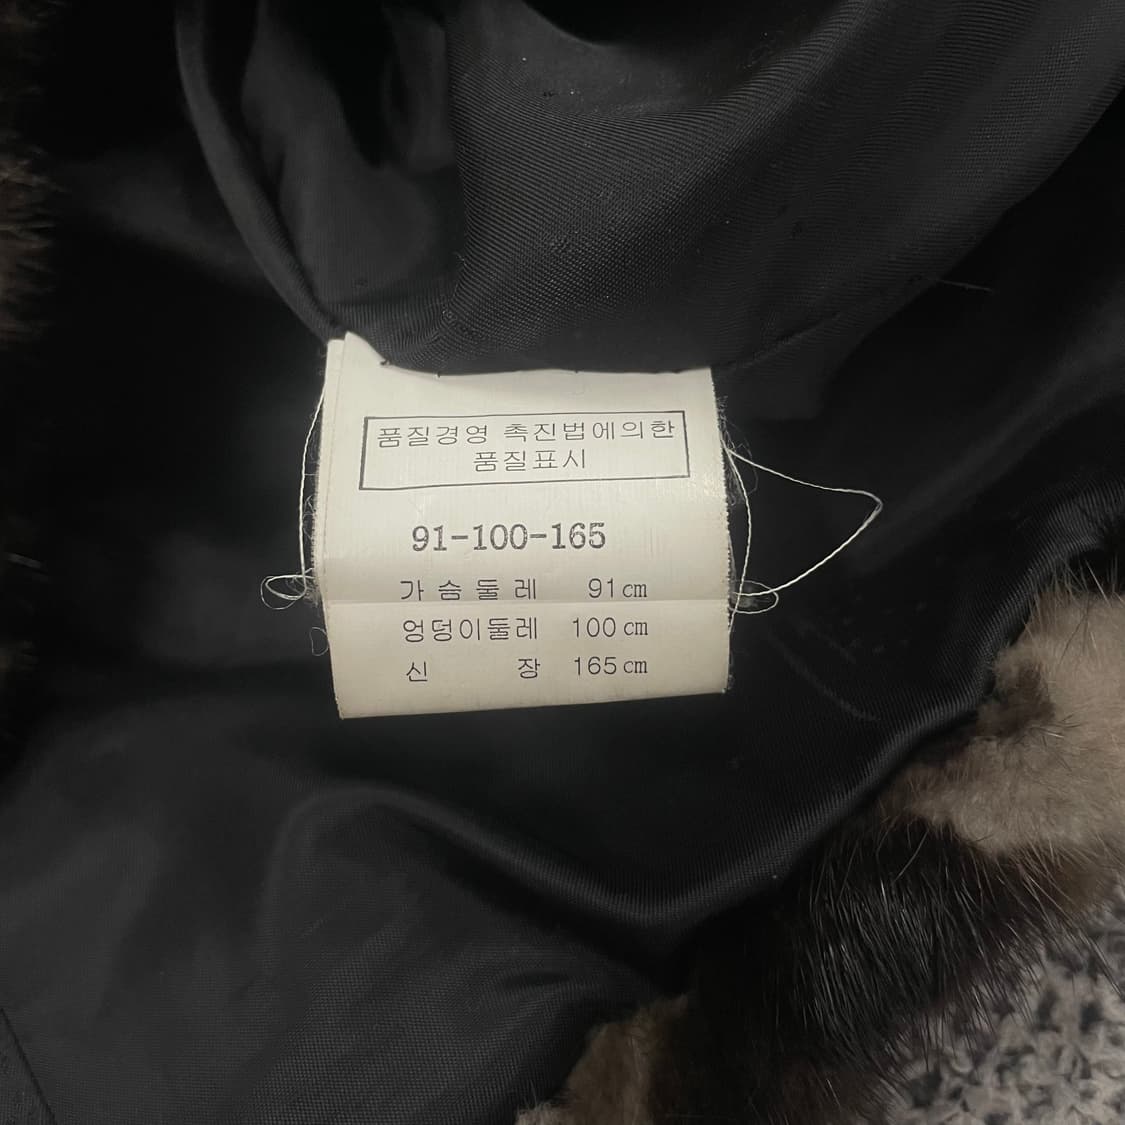 품질경영 촉진법에의한
품질표시
91-100-165
가 슴 둘 레 91cm
엉덩이둘레 100cm
신 장 165cm